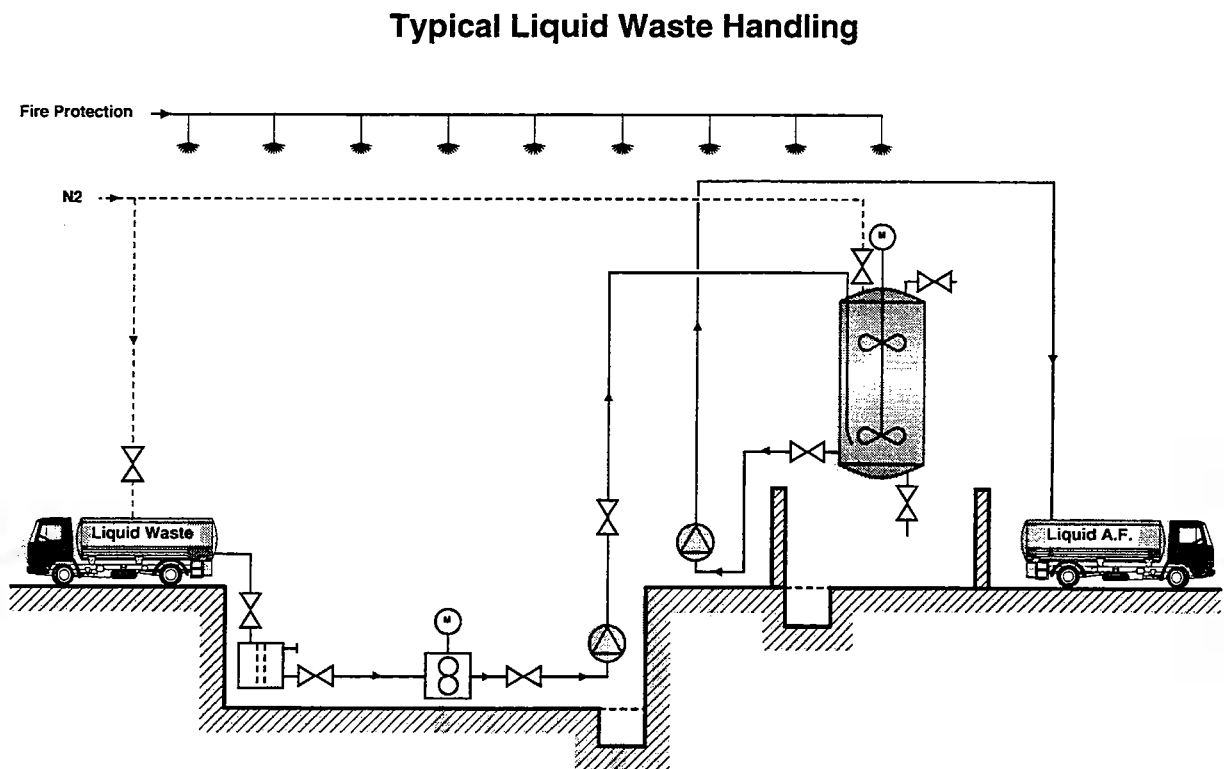 Typical Liquid Waste Handling
Fire Protection
N2
M
Liquid Waste
Liquid A.F.
M